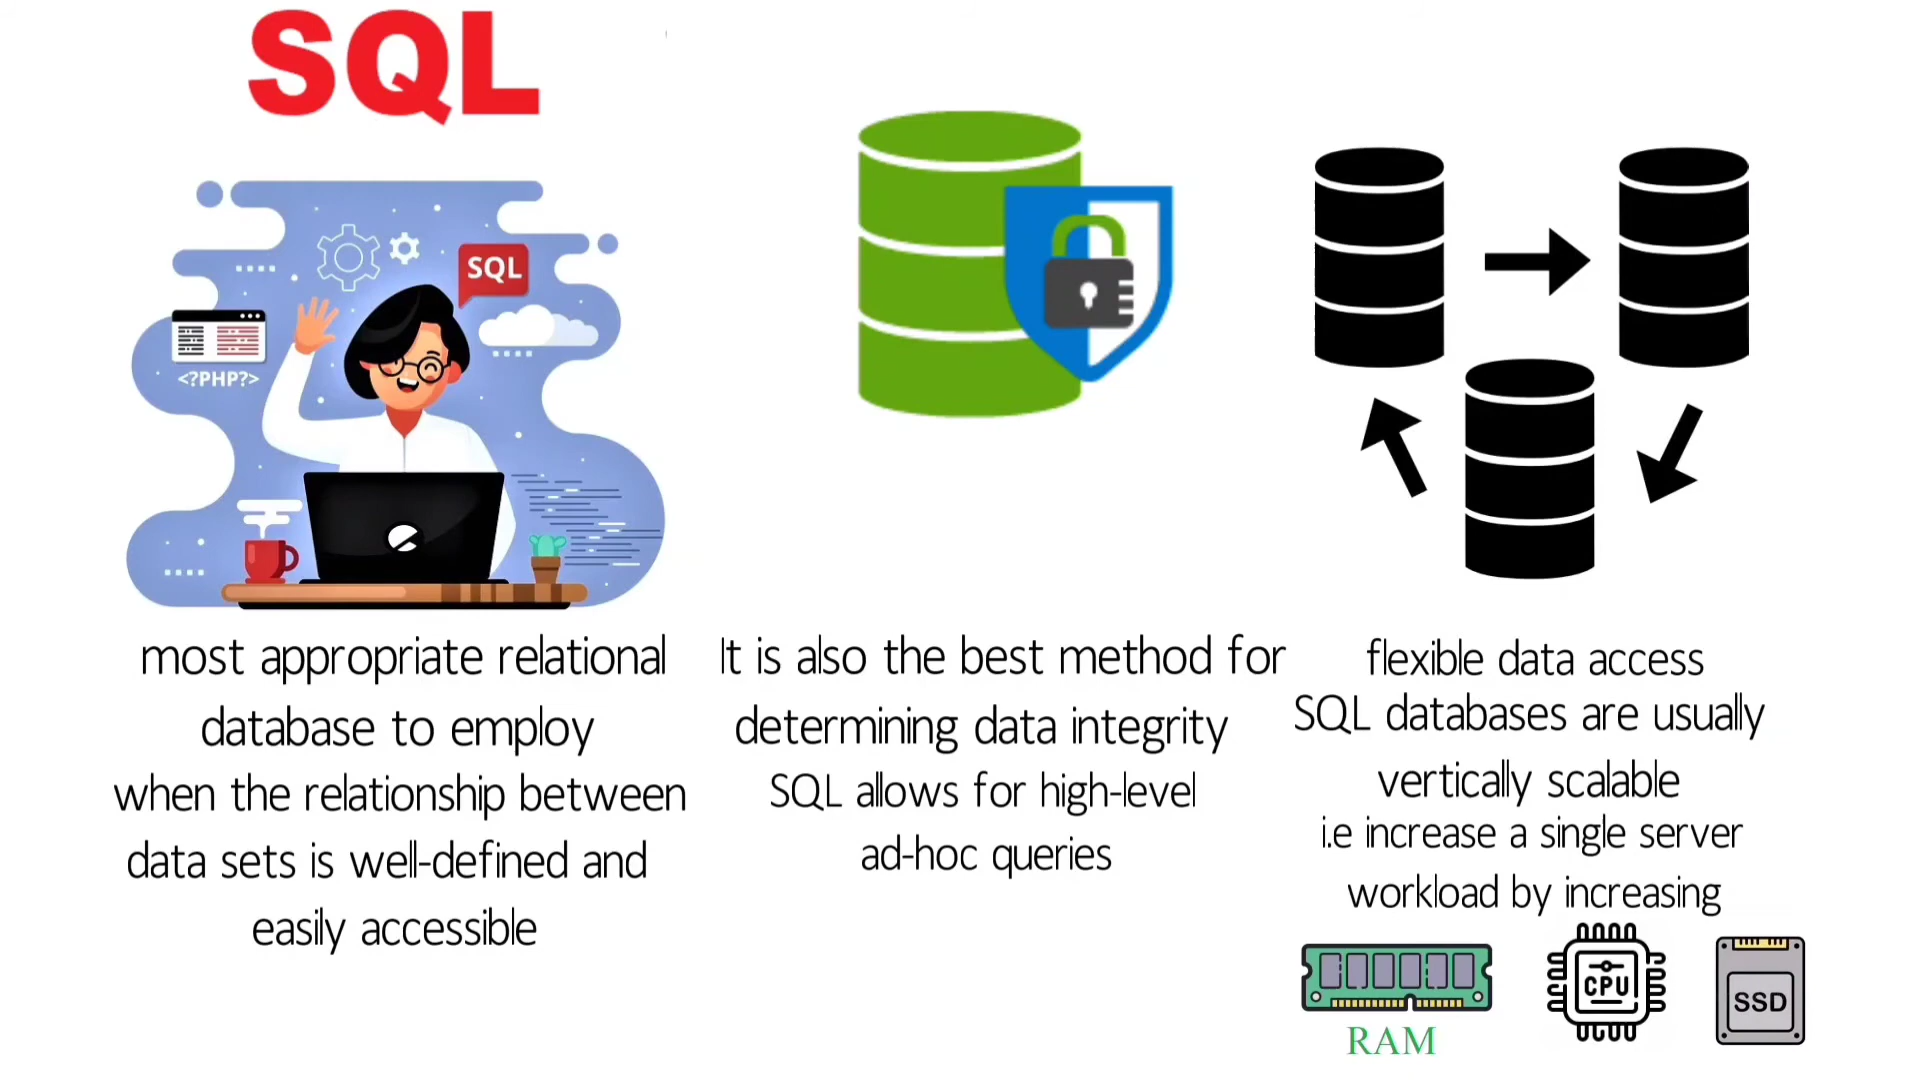 SQL
SQL
<?PHP?>
most appropriate relational
database to employ
when the relationship between
data sets is well-defined and
easily accessible
It is also the best method for
determining data integrity
SQL allows for high-level
ad-hoc queries
flexible data access
SQL databases are usually
vertically scalable
i.e increase a single server
workload by increasing
RAM
CPU
SSD